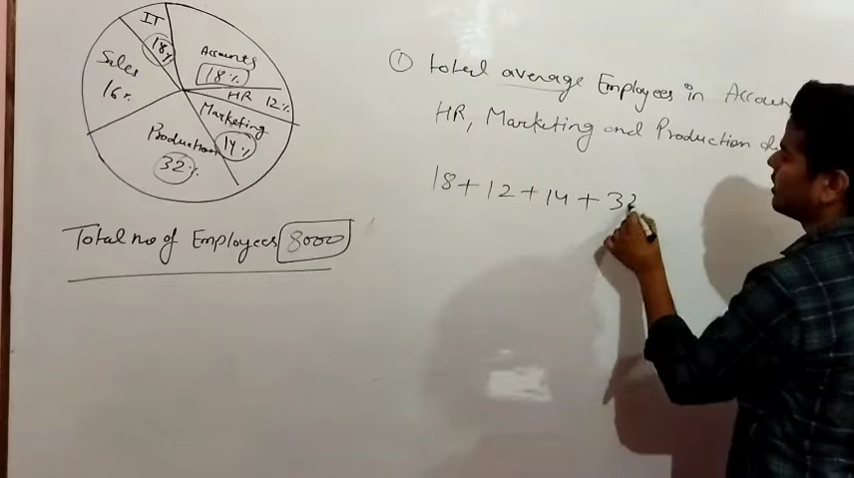 IT
18%
Accounts
18%
Sales
16%
HR 12%
Marketing
14%
Production
32%
Total no of Employees 8000
① total average Employees in
HR, Marketing and Production
18+12+14+32